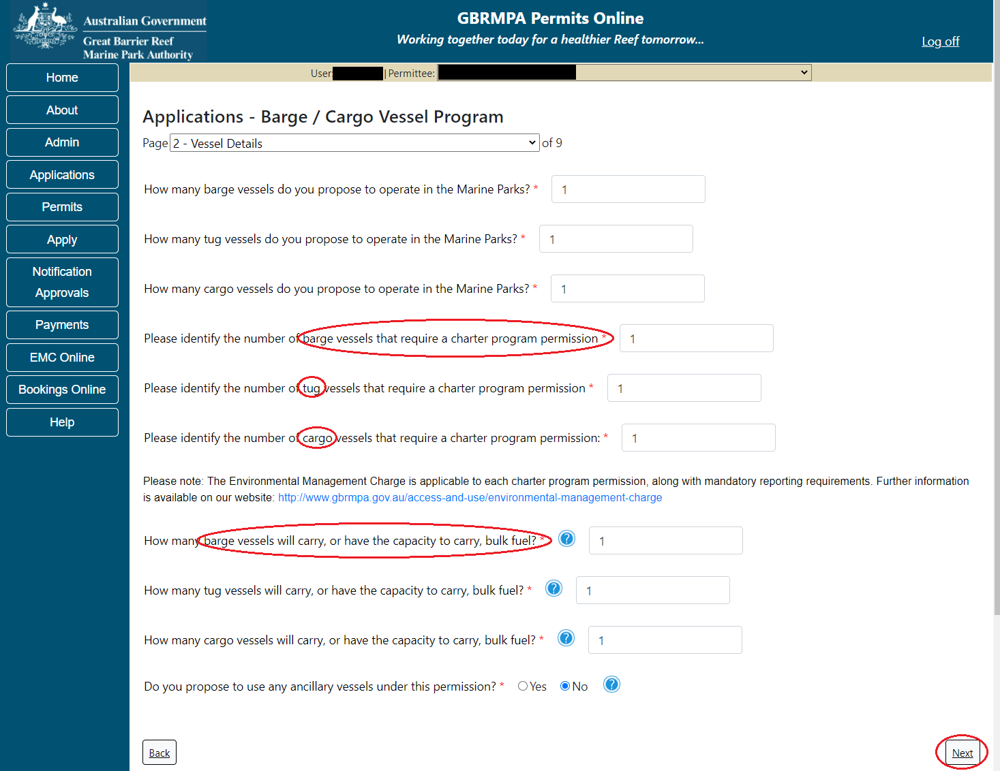 Australian Government
Great Barrier Reef
Marine Park Authority
GBRMPA Permits Online
Working together today for a healthier Reef tomorrow...
Log off
Home
About
Admin
Applications
Permits
Apply
Notification
Approvals
Payments
EMC Online
Bookings Online
Help
User: | Permittee:
Applications - Barge / Cargo Vessel Program
Page 2 - Vessel Details of 9
How many barge vessels do you propose to operate in the Marine Parks? * 1
How many tug vessels do you propose to operate in the Marine Parks? * 1
How many cargo vessels do you propose to operate in the Marine Parks? * 1
Please identify the number of barge vessels that require a charter program permission * 1
Please identify the number of tug vessels that require a charter program permission * 1
Please identify the number of cargo vessels that require a charter program permission: * 1
Please note: The Environmental Management Charge is applicable to each charter program permission, along with mandatory reporting requirements. Further information
is available on our website: http://www.gbrmpa.gov.au/access-and-use/environmental-management-charge
How many barge vessels will carry, or have the capacity to carry, bulk fuel? * ? 1
How many tug vessels will carry, or have the capacity to carry, bulk fuel? * ? 1
How many cargo vessels will carry, or have the capacity to carry, bulk fuel? * ? 1
Do you propose to use any ancillary vessels under this permission? * Yes No ?
Back
Next